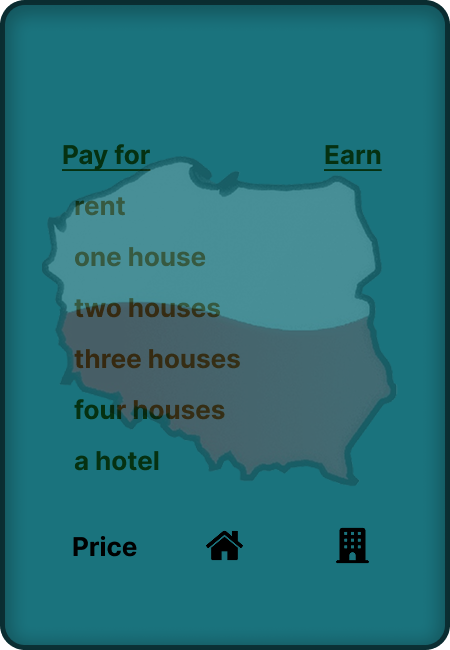 Pay for Earn
rent
one house
two houses
three houses
four houses
a hotel
Price